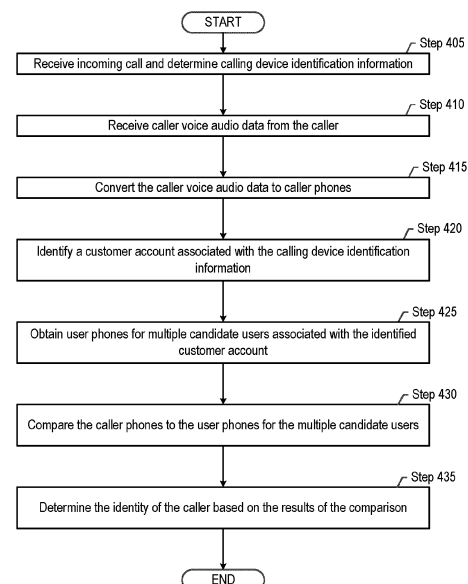 START
Step 405
Receive incoming call and determine calling device identification information
Step 410
Receive caller voice audio data from the caller
Step 415
Convert the caller voice audio data to caller phones
Step 420
Identify a customer account associated with the calling device identification
information
Step 425
Obtain user phones for multiple candidate users associated with the identified
customer account
Step 430
Compare the caller phones to the user phones for the multiple candidate users
Step 435
Determine the identity of the caller based on the results of the comparison
END